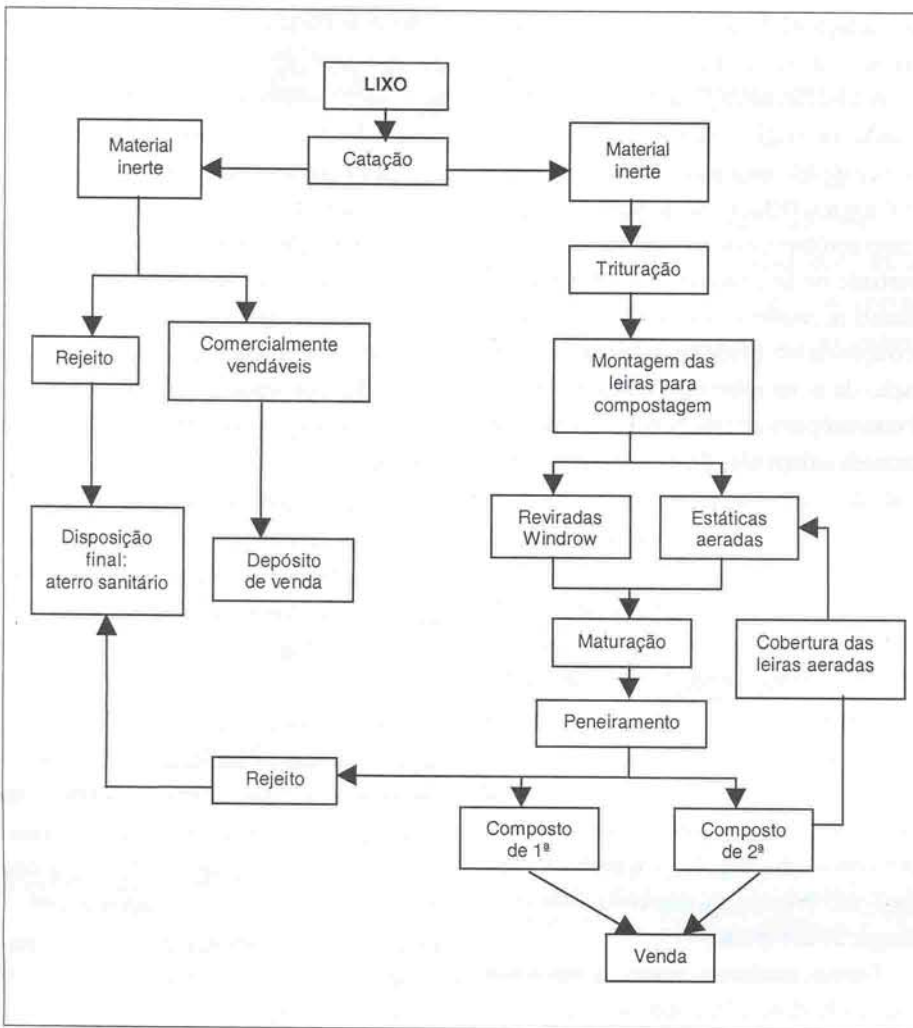 LIXO
Catação
Material
inerte
Material
inerte
Trituração
Rejeito
Comercialmente
vendáveis
Montagem das
leiras para
compostagem
Disposição
final:
aterro sanitário
Depósito
de venda
Reviradas
Windrow
Estáticas
aeradas
Maturação
Cobertura das
leiras aeradas
Peneiramento
Rejeito
Composto
de 1ª
Composto
de 2ª
Venda